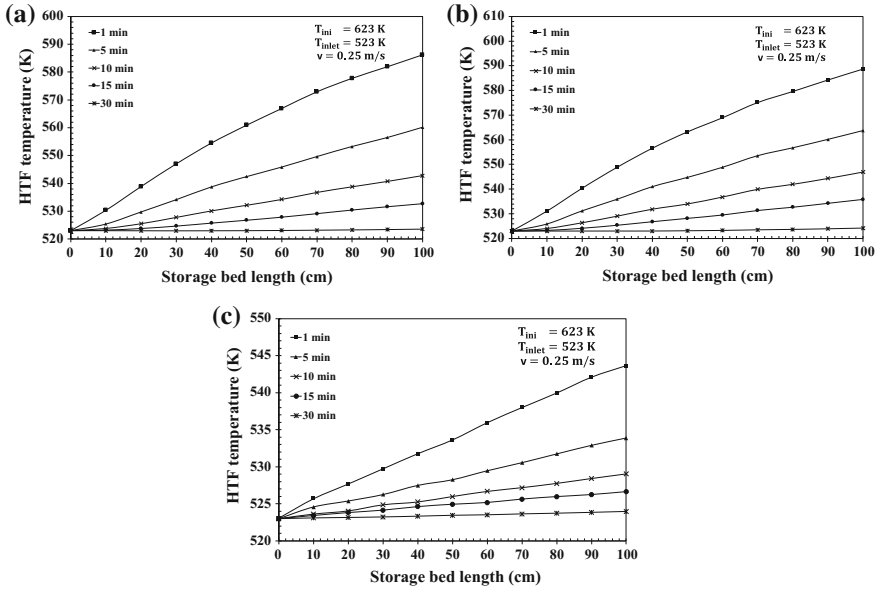 (a)
600
590
580
570
560
550
540
530
520
HTF temperature (K)
1 min
5 min
10 min
15 min
30 min
T_ini = 623 K
T_inlet = 523 K
v = 0.25 m/s
0 10 20 30 40 50 60 70 80 90 100
Storage bed length (cm)
(b)
610
600
590
580
570
560
550
540
530
520
HTF temperature (K)
1 min
5 min
10 min
15 min
30 min
T_ini = 623 K
T_inlet = 523 K
v = 0.25 m/s
0 10 20 30 40 50 60 70 80 90 100
Storage bed length (cm)
(c)
550
545
540
535
530
525
520
HTF temperature (K)
1 min
5 min
10 min
15 min
30 min
T_ini = 623 K
T_inlet = 523 K
v = 0.25 m/s
0 10 20 30 40 50 60 70 80 90 100
Storage bed length (cm)